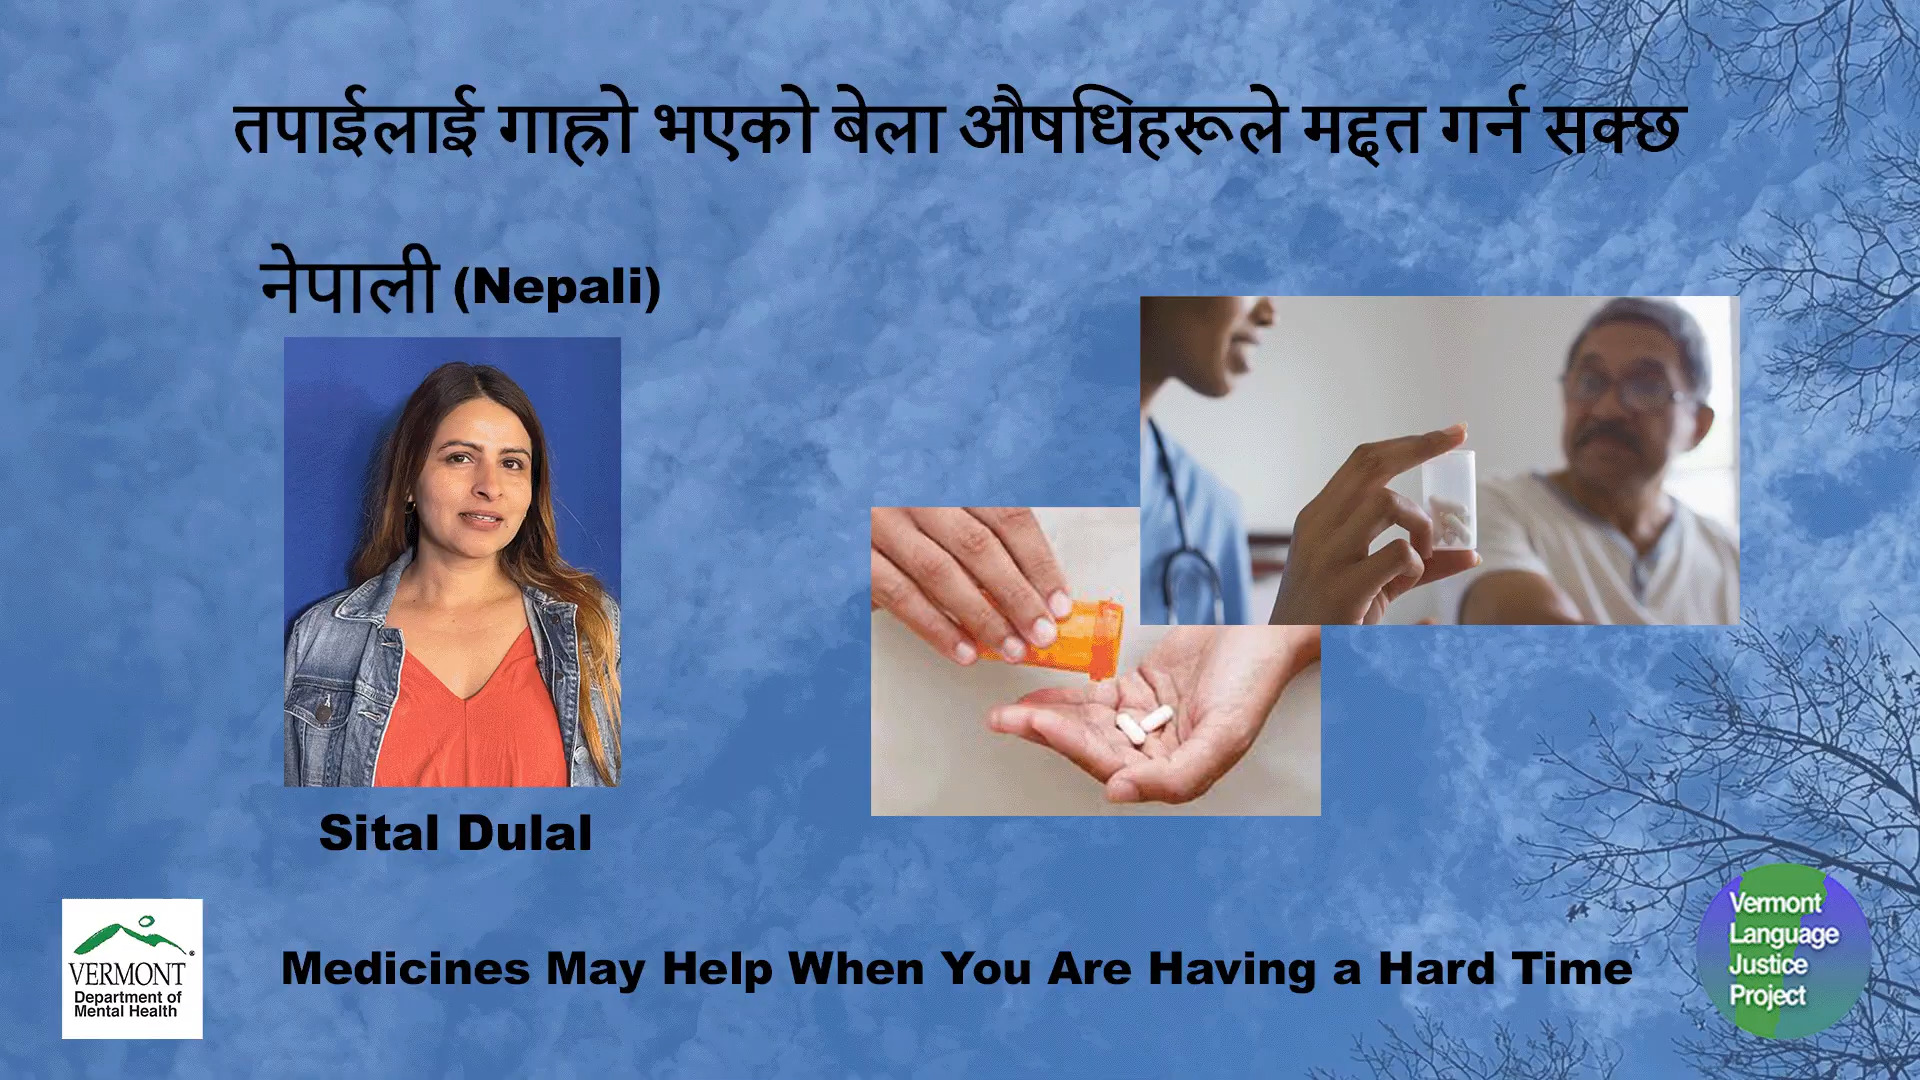 तपाईलाई गाह्रो भएको बेला औषधिहरूले मद्दत गर्न सक्छ
नेपाली (Nepali)
Sital Dulal
VERMONT
Department of
Mental Health
Medicines May Help When You Are Having a Hard Time
Vermont
Language
Justice
Project